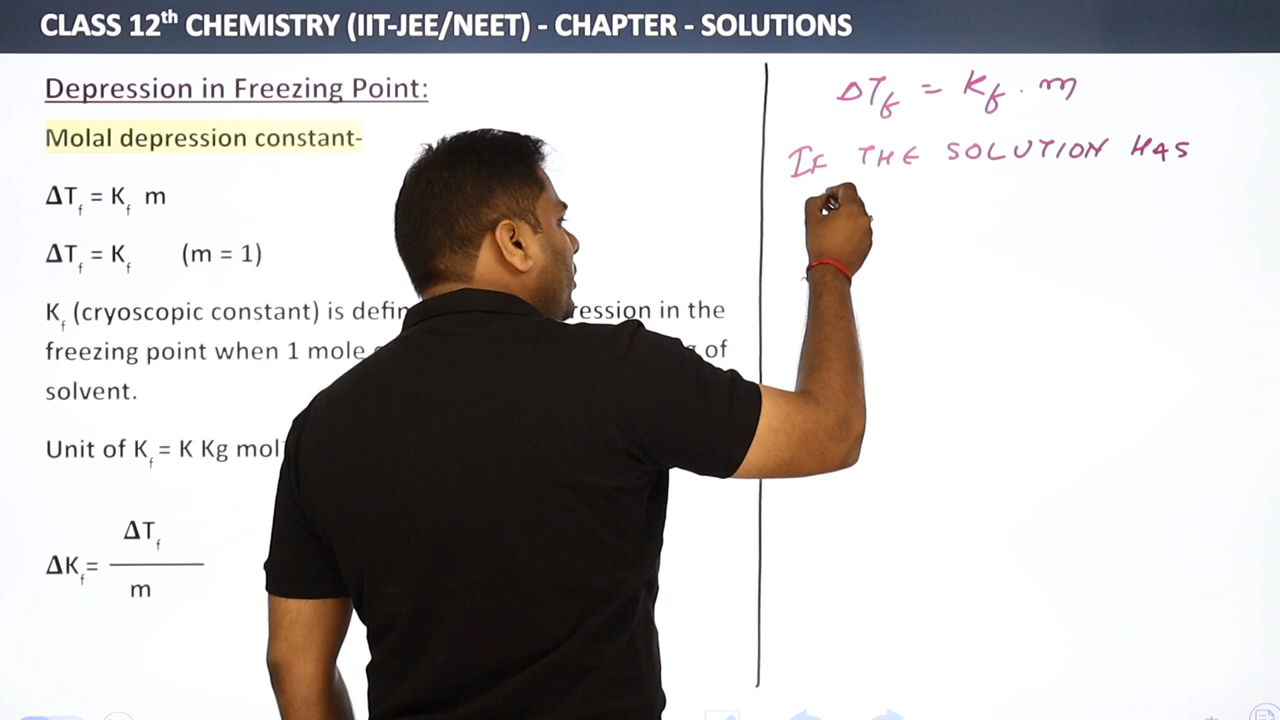 CLASS 12th CHEMISTRY (IIT-JEE/NEET) - CHAPTER - SOLUTIONS
Depression in Freezing Point:
Molal depression constant-
ΔTf = Kf m
ΔTf = Kf (m = 1)
Kf (cryoscopic constant) is in the
freezing point when 1 mole of
solvent.
Unit of Kf = K Kg mol
ΔKf = ΔTf
m
ΔTf = Kf . m
IF THE SOLUTION HAS